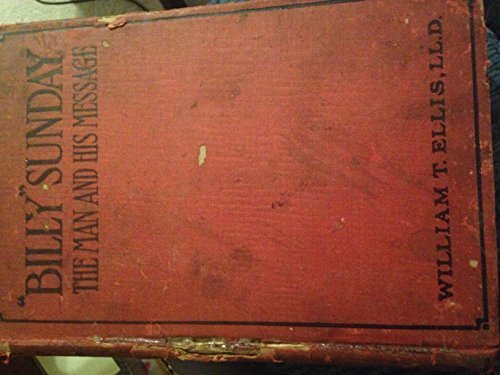 "BILLY" SUNDAY
THE MAN AND HIS MESSAGE
WILLIAM T. ELLIS, LL.D.